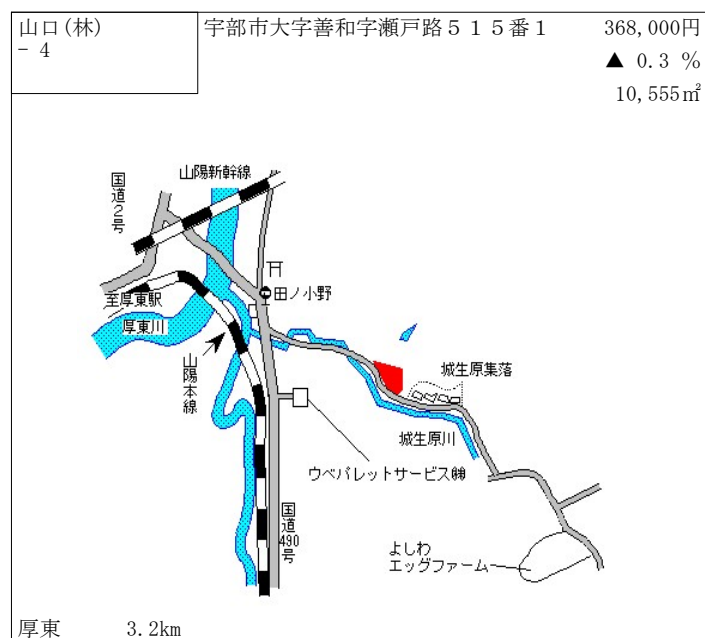 山口(林)
－ 4
宇部市大字善和字瀬戸路５１５番１
368,000円
▲ 0.3 %
10,555㎡
山陽新幹線
国道２号
田ノ小野
至厚東駅
厚東川
山陽本線
城生原集落
城生原川
ウベパレットサービス㈱
国道490号
よしわ
エッグファーム
厚東 3.2km